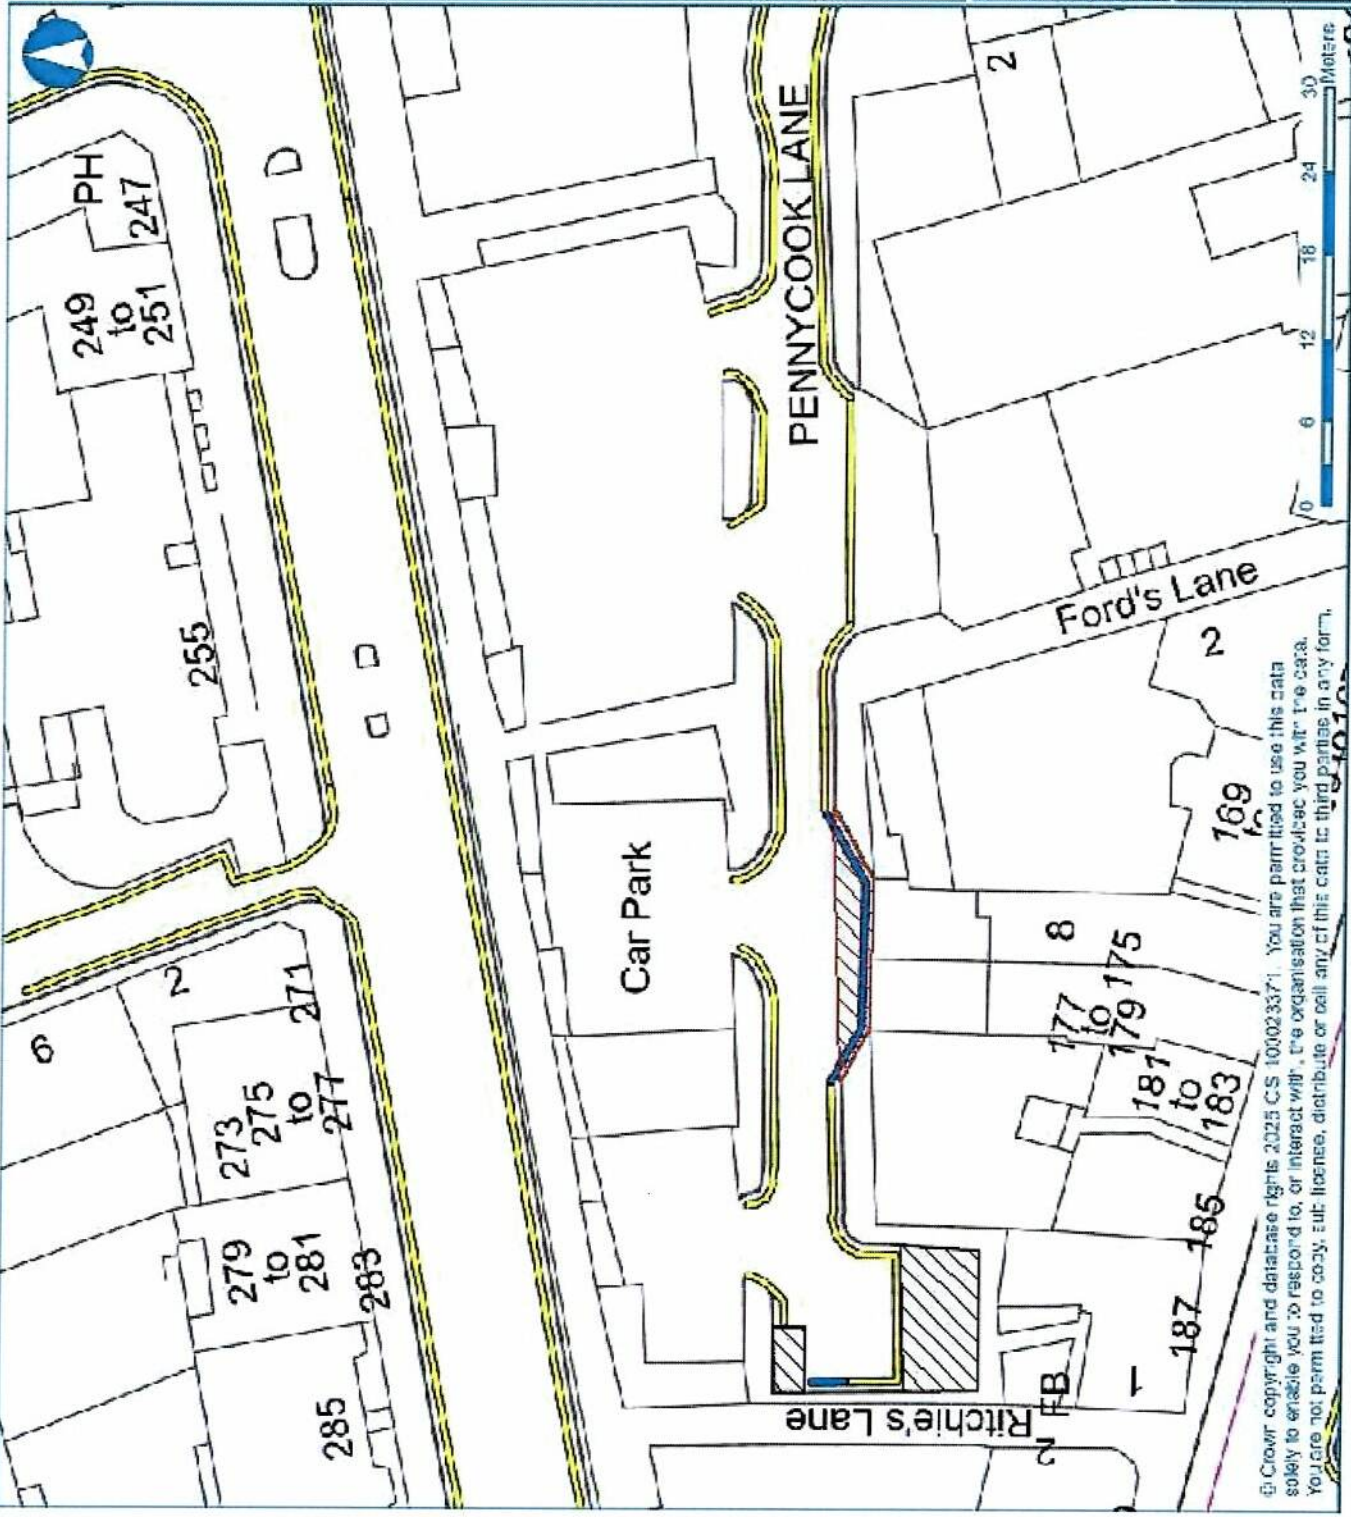 PH
247
249
to
251
255
2
271
6
273
275
to
277
279
to
281
283
285
Car Park
PENNYCOOK LANE
2
Ford's Lane
2
169
8
175
177
to
179
181
to
183
185
187
1
FB
Ritchie's Lane
2
0 6 12 18 24 30
Meters
© Crown copyright and database rights 2025 CS 100023371. You are permitted to use this data
solely to enable you to respond to, or interact with, the organisation that provided you with the data.
You are not permitted to copy, sub-license, distribute or sell any of this data to third parties in any form.